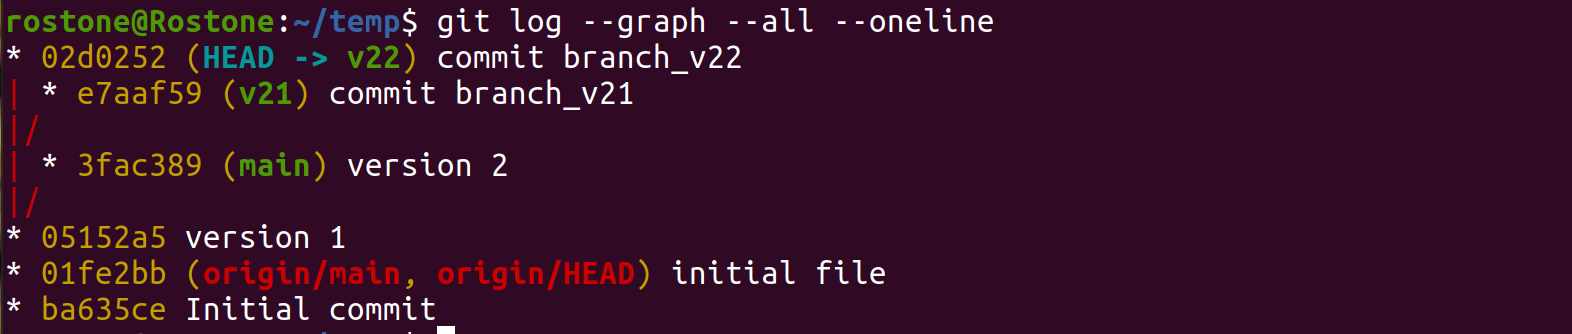 rostone@Rostone:~/temp$ git log --graph --all --oneline
* 02d0252 (HEAD -> v22) commit branch_v22
| * e7aaf59 (v21) commit branch_v21
|/
| * 3fac389 (main) version 2
|/
* 05152a5 version 1
* 01fe2bb (origin/main, origin/HEAD) initial file
* ba635ce Initial commit